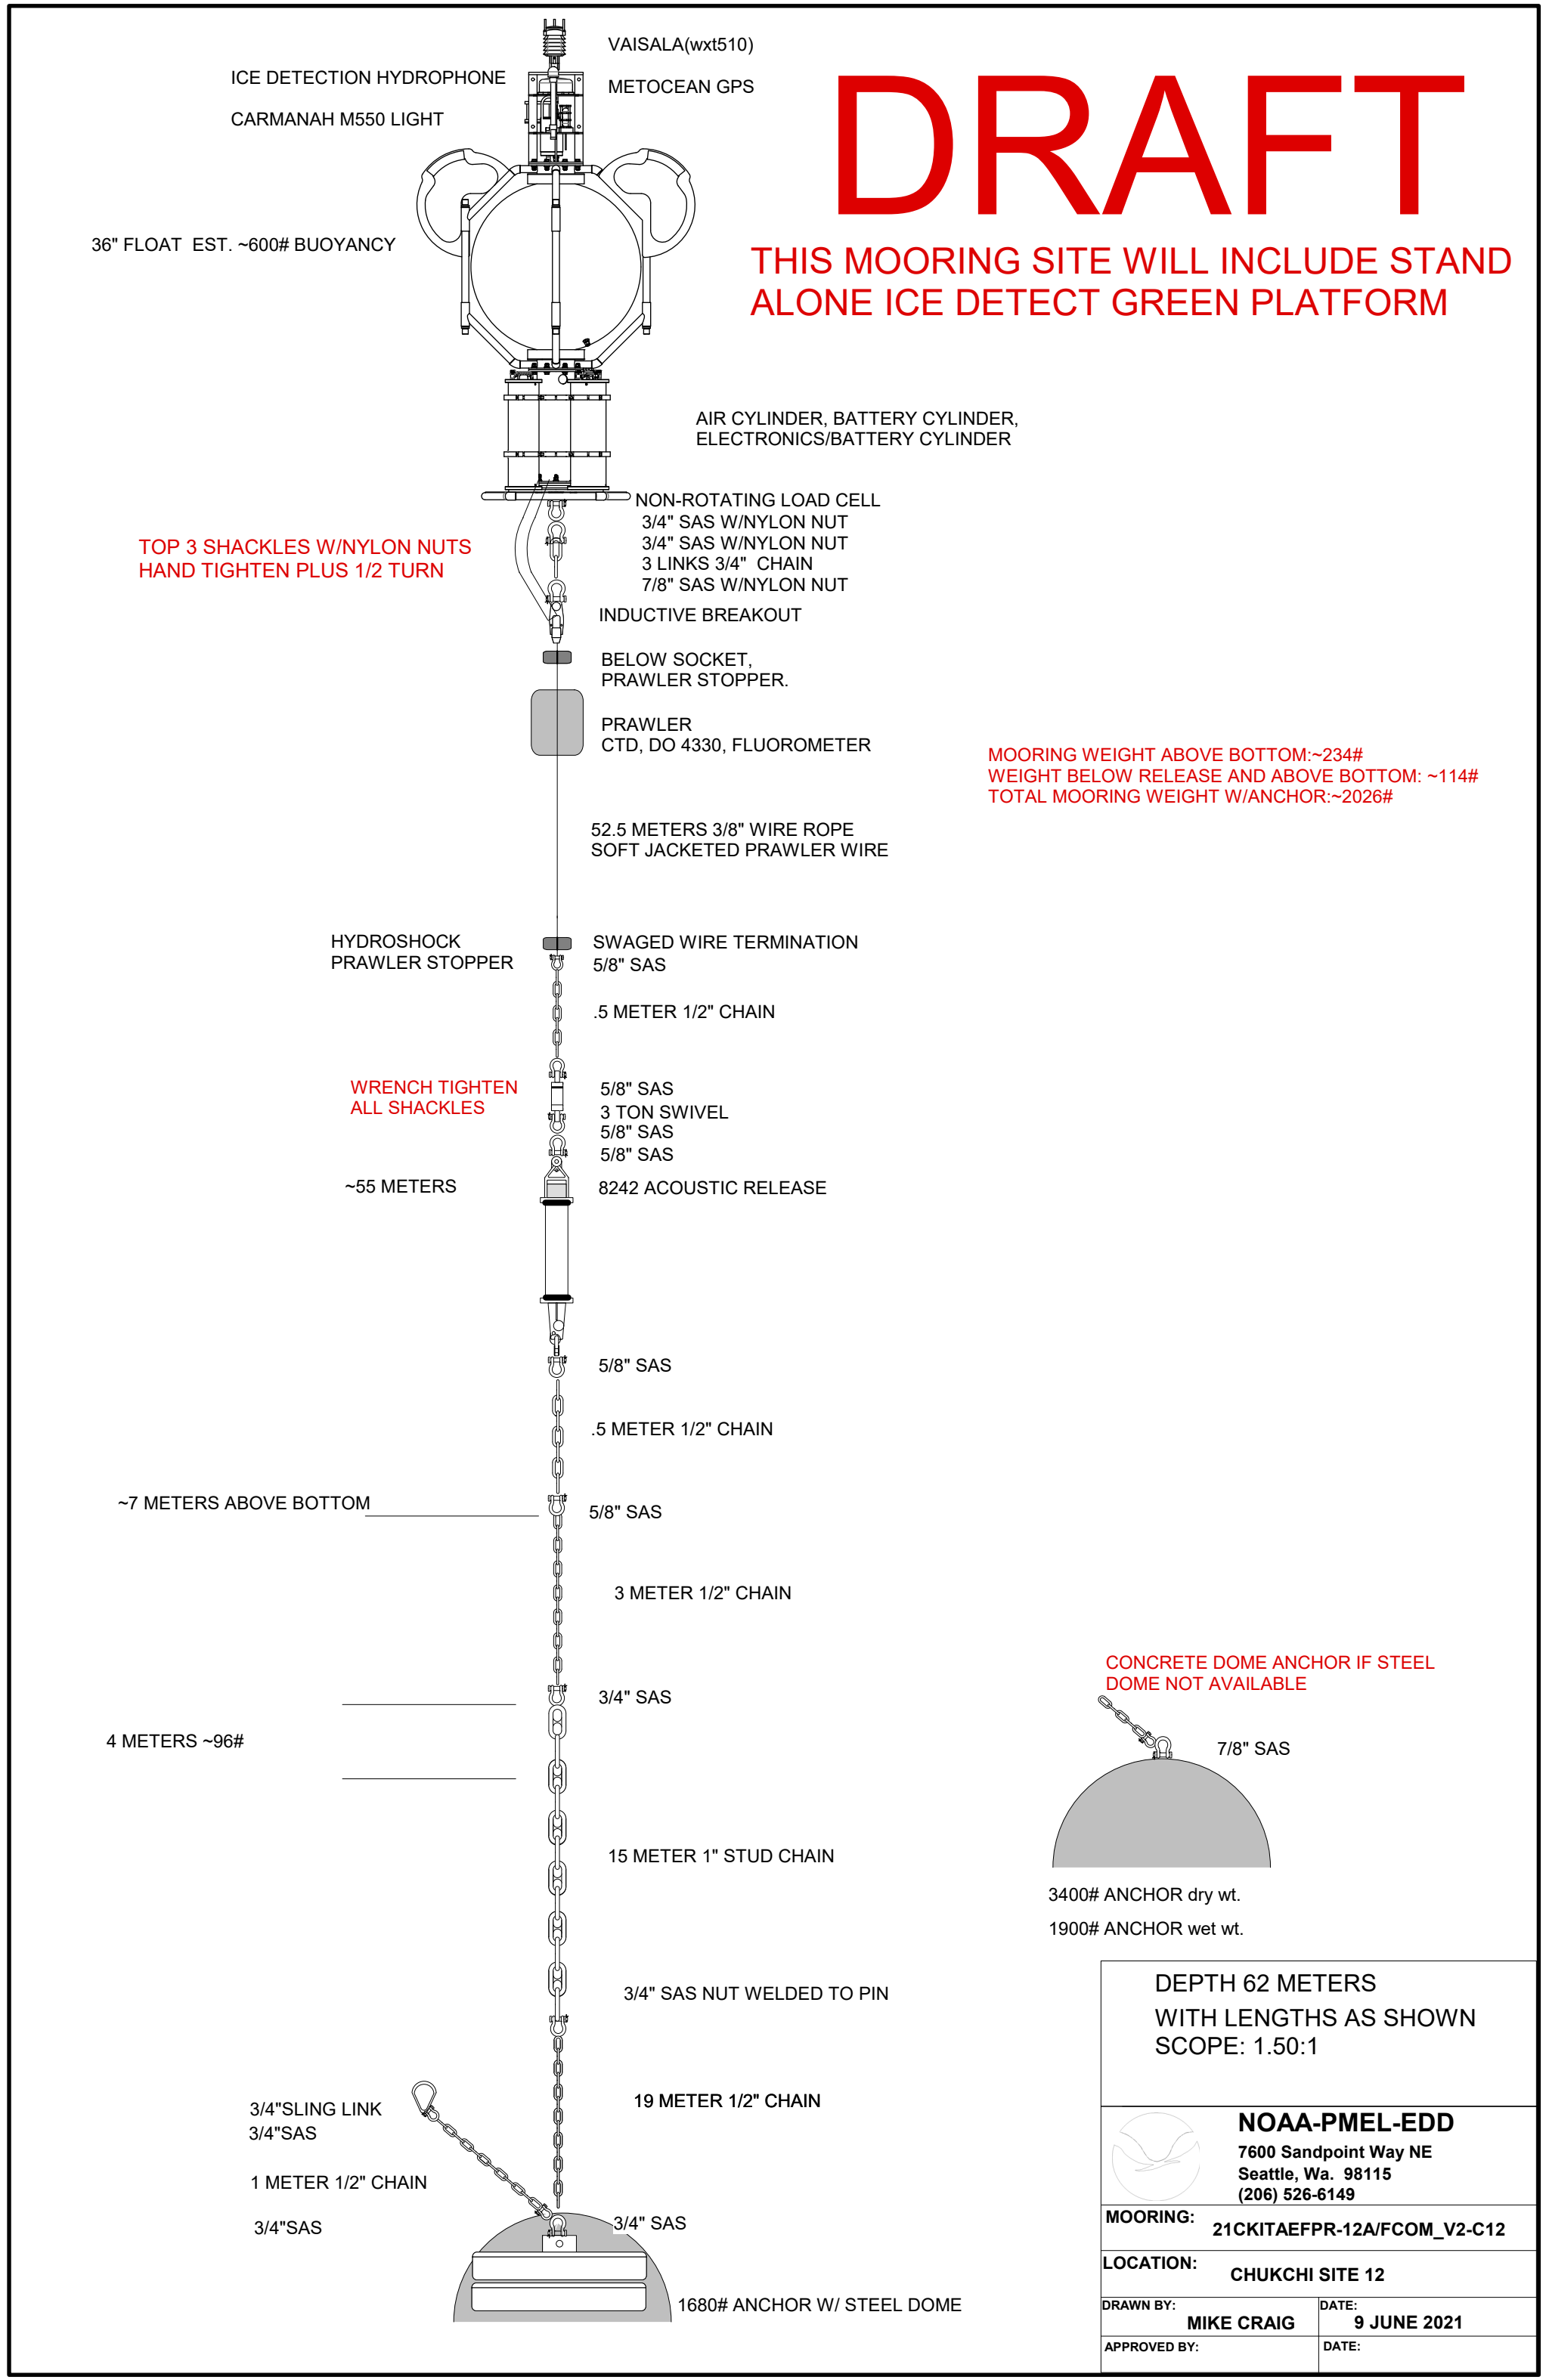 VAISALA(wxt510)
ICE DETECTION HYDROPHONE
METOCEAN GPS
CARMANAH M550 LIGHT
DRAFT
36" FLOAT EST. ~600# BUOYANCY
THIS MOORING SITE WILL INCLUDE STAND
ALONE ICE DETECT GREEN PLATFORM
AIR CYLINDER, BATTERY CYLINDER,
ELECTRONICS/BATTERY CYLINDER
NON-ROTATING LOAD CELL
3/4" SAS W/NYLON NUT
3/4" SAS W/NYLON NUT
3 LINKS 3/4" CHAIN
7/8" SAS W/NYLON NUT
TOP 3 SHACKLES W/NYLON NUTS
HAND TIGHTEN PLUS 1/2 TURN
INDUCTIVE BREAKOUT
BELOW SOCKET,
PRAWLER STOPPER.
PRAWLER
CTD, DO 4330, FLUOROMETER
MOORING WEIGHT ABOVE BOTTOM:~234#
WEIGHT BELOW RELEASE AND ABOVE BOTTOM: ~114#
TOTAL MOORING WEIGHT W/ANCHOR:~2026#
52.5 METERS 3/8" WIRE ROPE
SOFT JACKETED PRAWLER WIRE
HYDROSHOCK
PRAWLER STOPPER
SWAGED WIRE TERMINATION
5/8" SAS
.5 METER 1/2" CHAIN
WRENCH TIGHTEN
ALL SHACKLES
5/8" SAS
3 TON SWIVEL
5/8" SAS
5/8" SAS
~55 METERS
8242 ACOUSTIC RELEASE
5/8" SAS
.5 METER 1/2" CHAIN
~7 METERS ABOVE BOTTOM
5/8" SAS
3 METER 1/2" CHAIN
3/4" SAS
4 METERS ~96#
CONCRETE DOME ANCHOR IF STEEL
DOME NOT AVAILABLE
7/8" SAS
15 METER 1" STUD CHAIN
3400# ANCHOR dry wt.
1900# ANCHOR wet wt.
3/4" SAS NUT WELDED TO PIN
19 METER 1/2" CHAIN
3/4"SLING LINK
3/4"SAS
1 METER 1/2" CHAIN
3/4"SAS
3/4" SAS
1680# ANCHOR W/ STEEL DOME
DEPTH 62 METERS
WITH LENGTHS AS SHOWN
SCOPE: 1.50:1
NOAA-PMEL-EDD
7600 Sandpoint Way NE
Seattle, Wa. 98115
(206) 526-6149
MOORING: 21CKITAEFPR-12A/FCOM_V2-C12
LOCATION: CHUKCHI SITE 12
DRAWN BY: MIKE CRAIG
DATE: 9 JUNE 2021
APPROVED BY:
DATE: